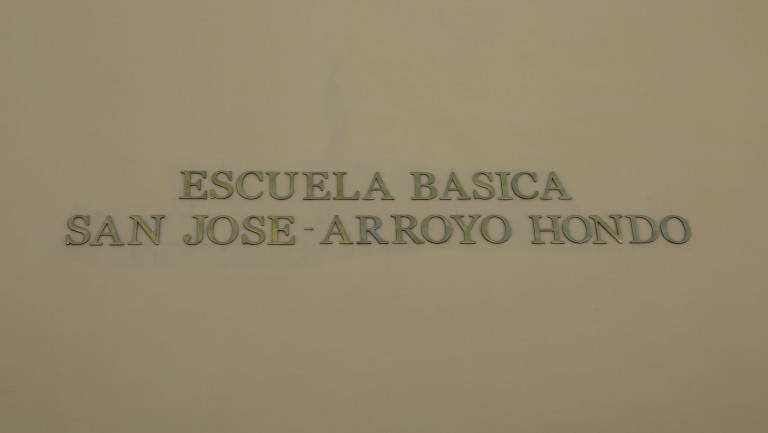 ESCUELA BASICA
SAN JOSE-ARROYO HONDO